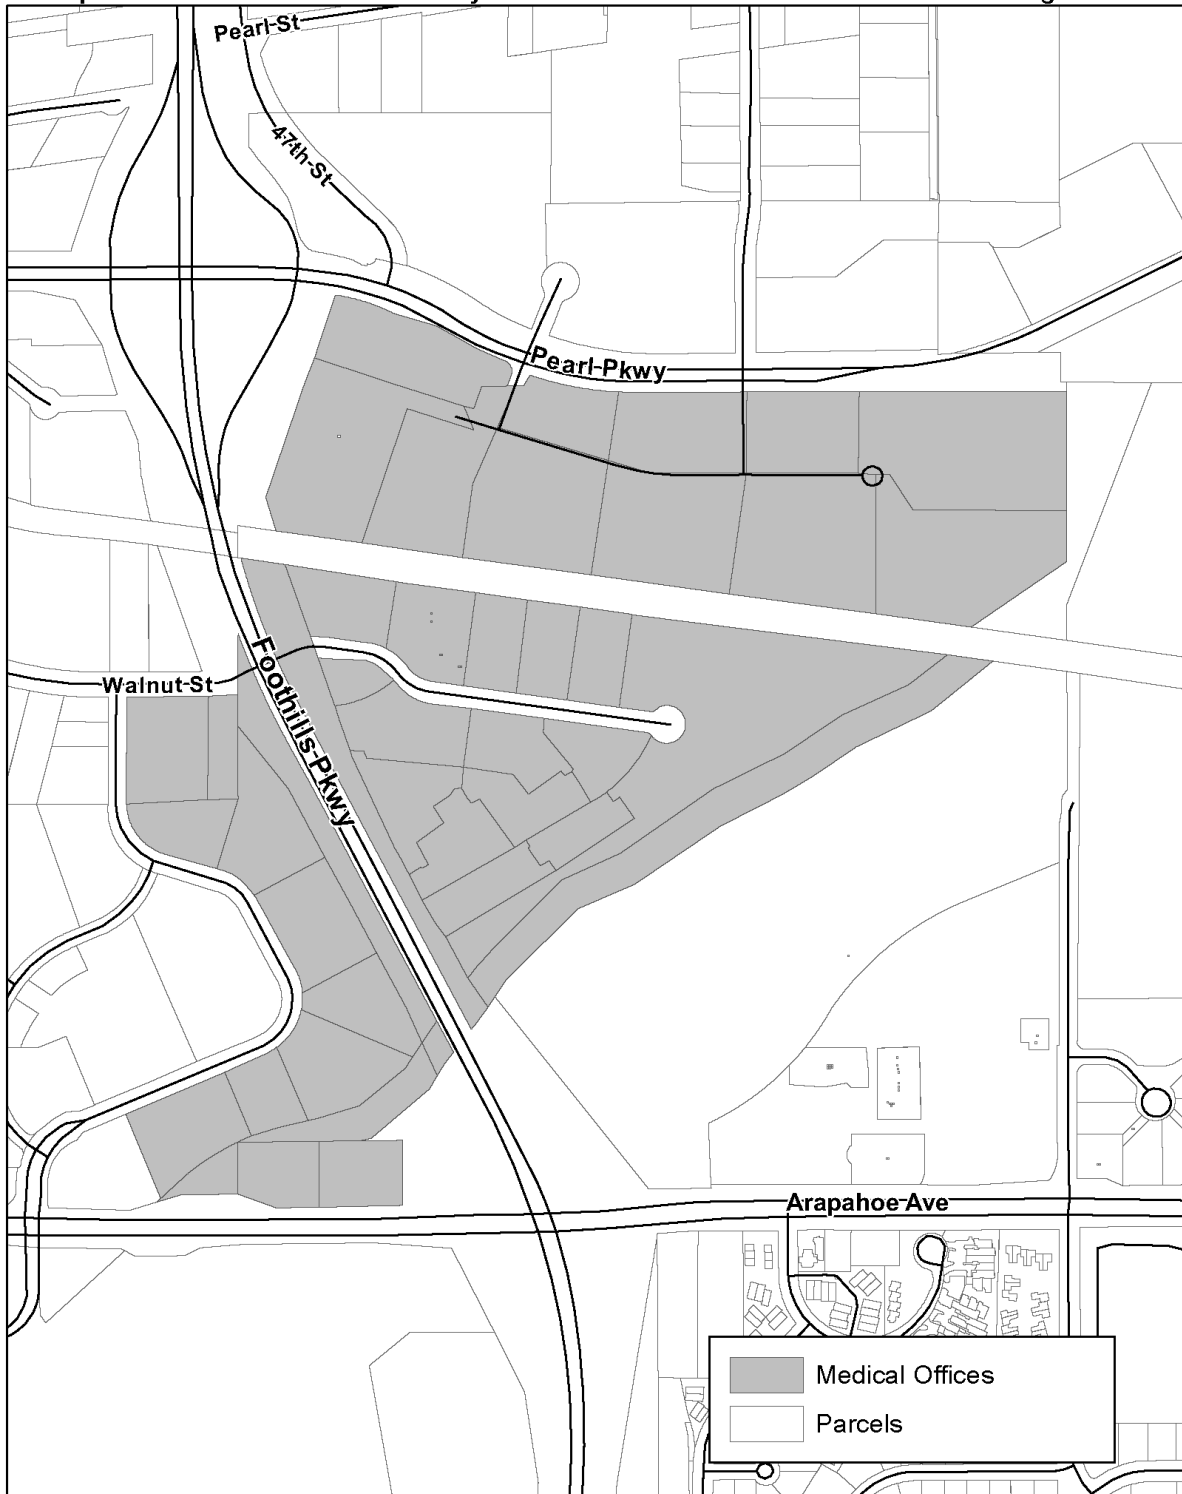 Pearl St
47th St
Pearl Pkwy
Foothills Pkwy
Walnut St
Arapahoe Ave
Medical Offices
Parcels